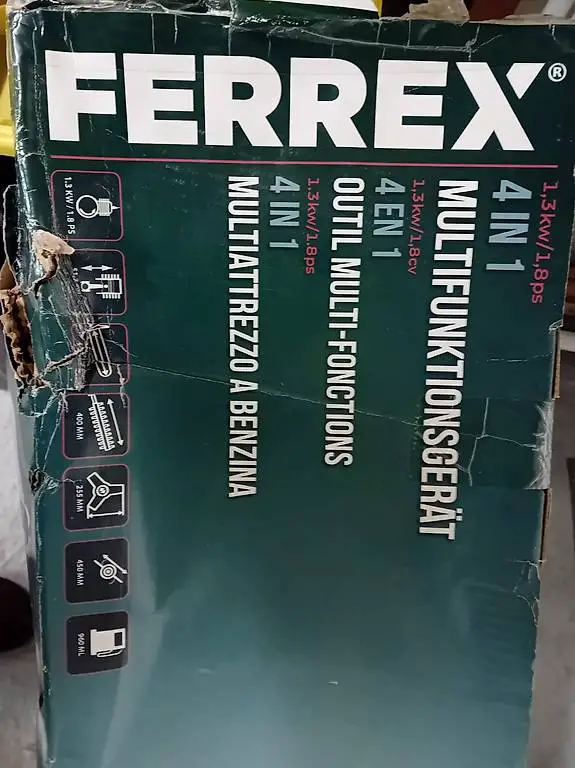 FERREX®
1,3kw/1,8ps
4 IN 1
MULTIFUNKTIONSGERÄT
1,3kw/1,8cv
4 EN 1
OUTIL MULTI-FONCTIONS
1,3kw/1,8ps
4 IN 1
MULTIATTREZZO A BENZINA
1,3 KW / 1,8 PS
400 MM
255 MM
450 MM
960 ML